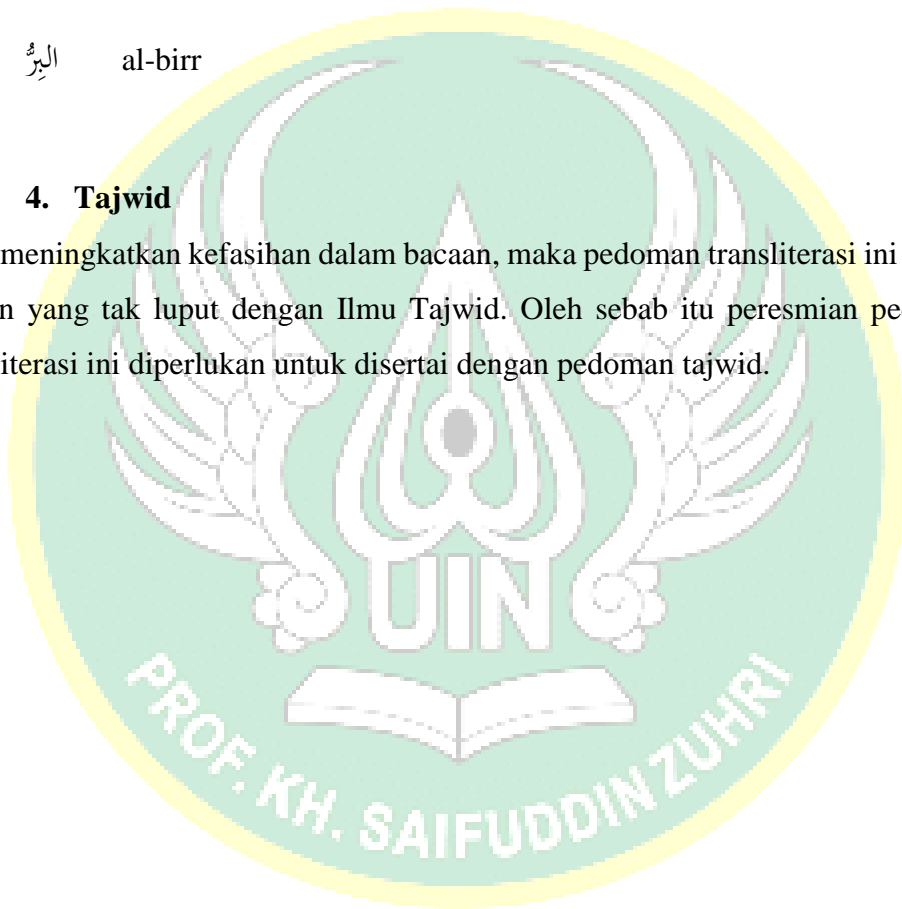 البِرُّ al-birr
4. Tajwid
meningkatkan kefasihan dalam bacaan, maka pedoman transliterasi ini
n yang tak luput dengan Ilmu Tajwid. Oleh sebab itu peresmian pe
iterasi ini diperlukan untuk disertai dengan pedoman tajwid.
UIN
PROF. KH. SAIFUDDIN ZUHRI